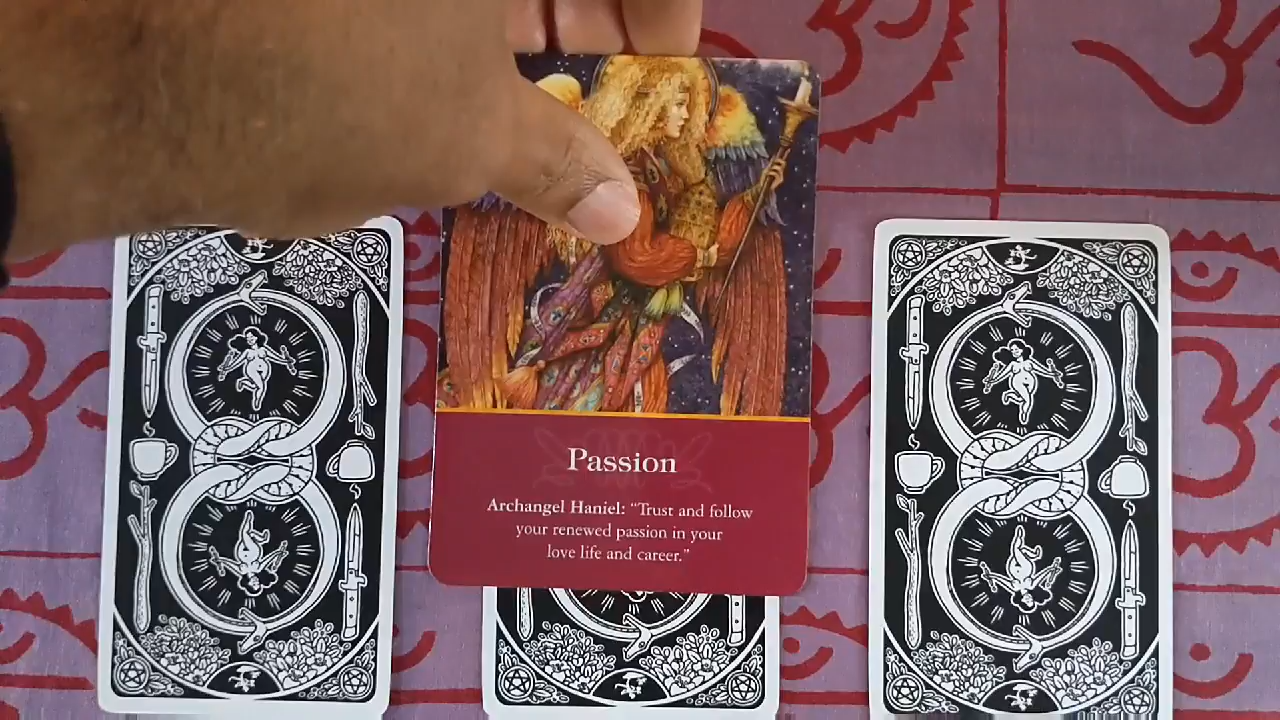 Passion
Archangel Haniel: “Trust and follow
your renewed passion in your
love life and career.”